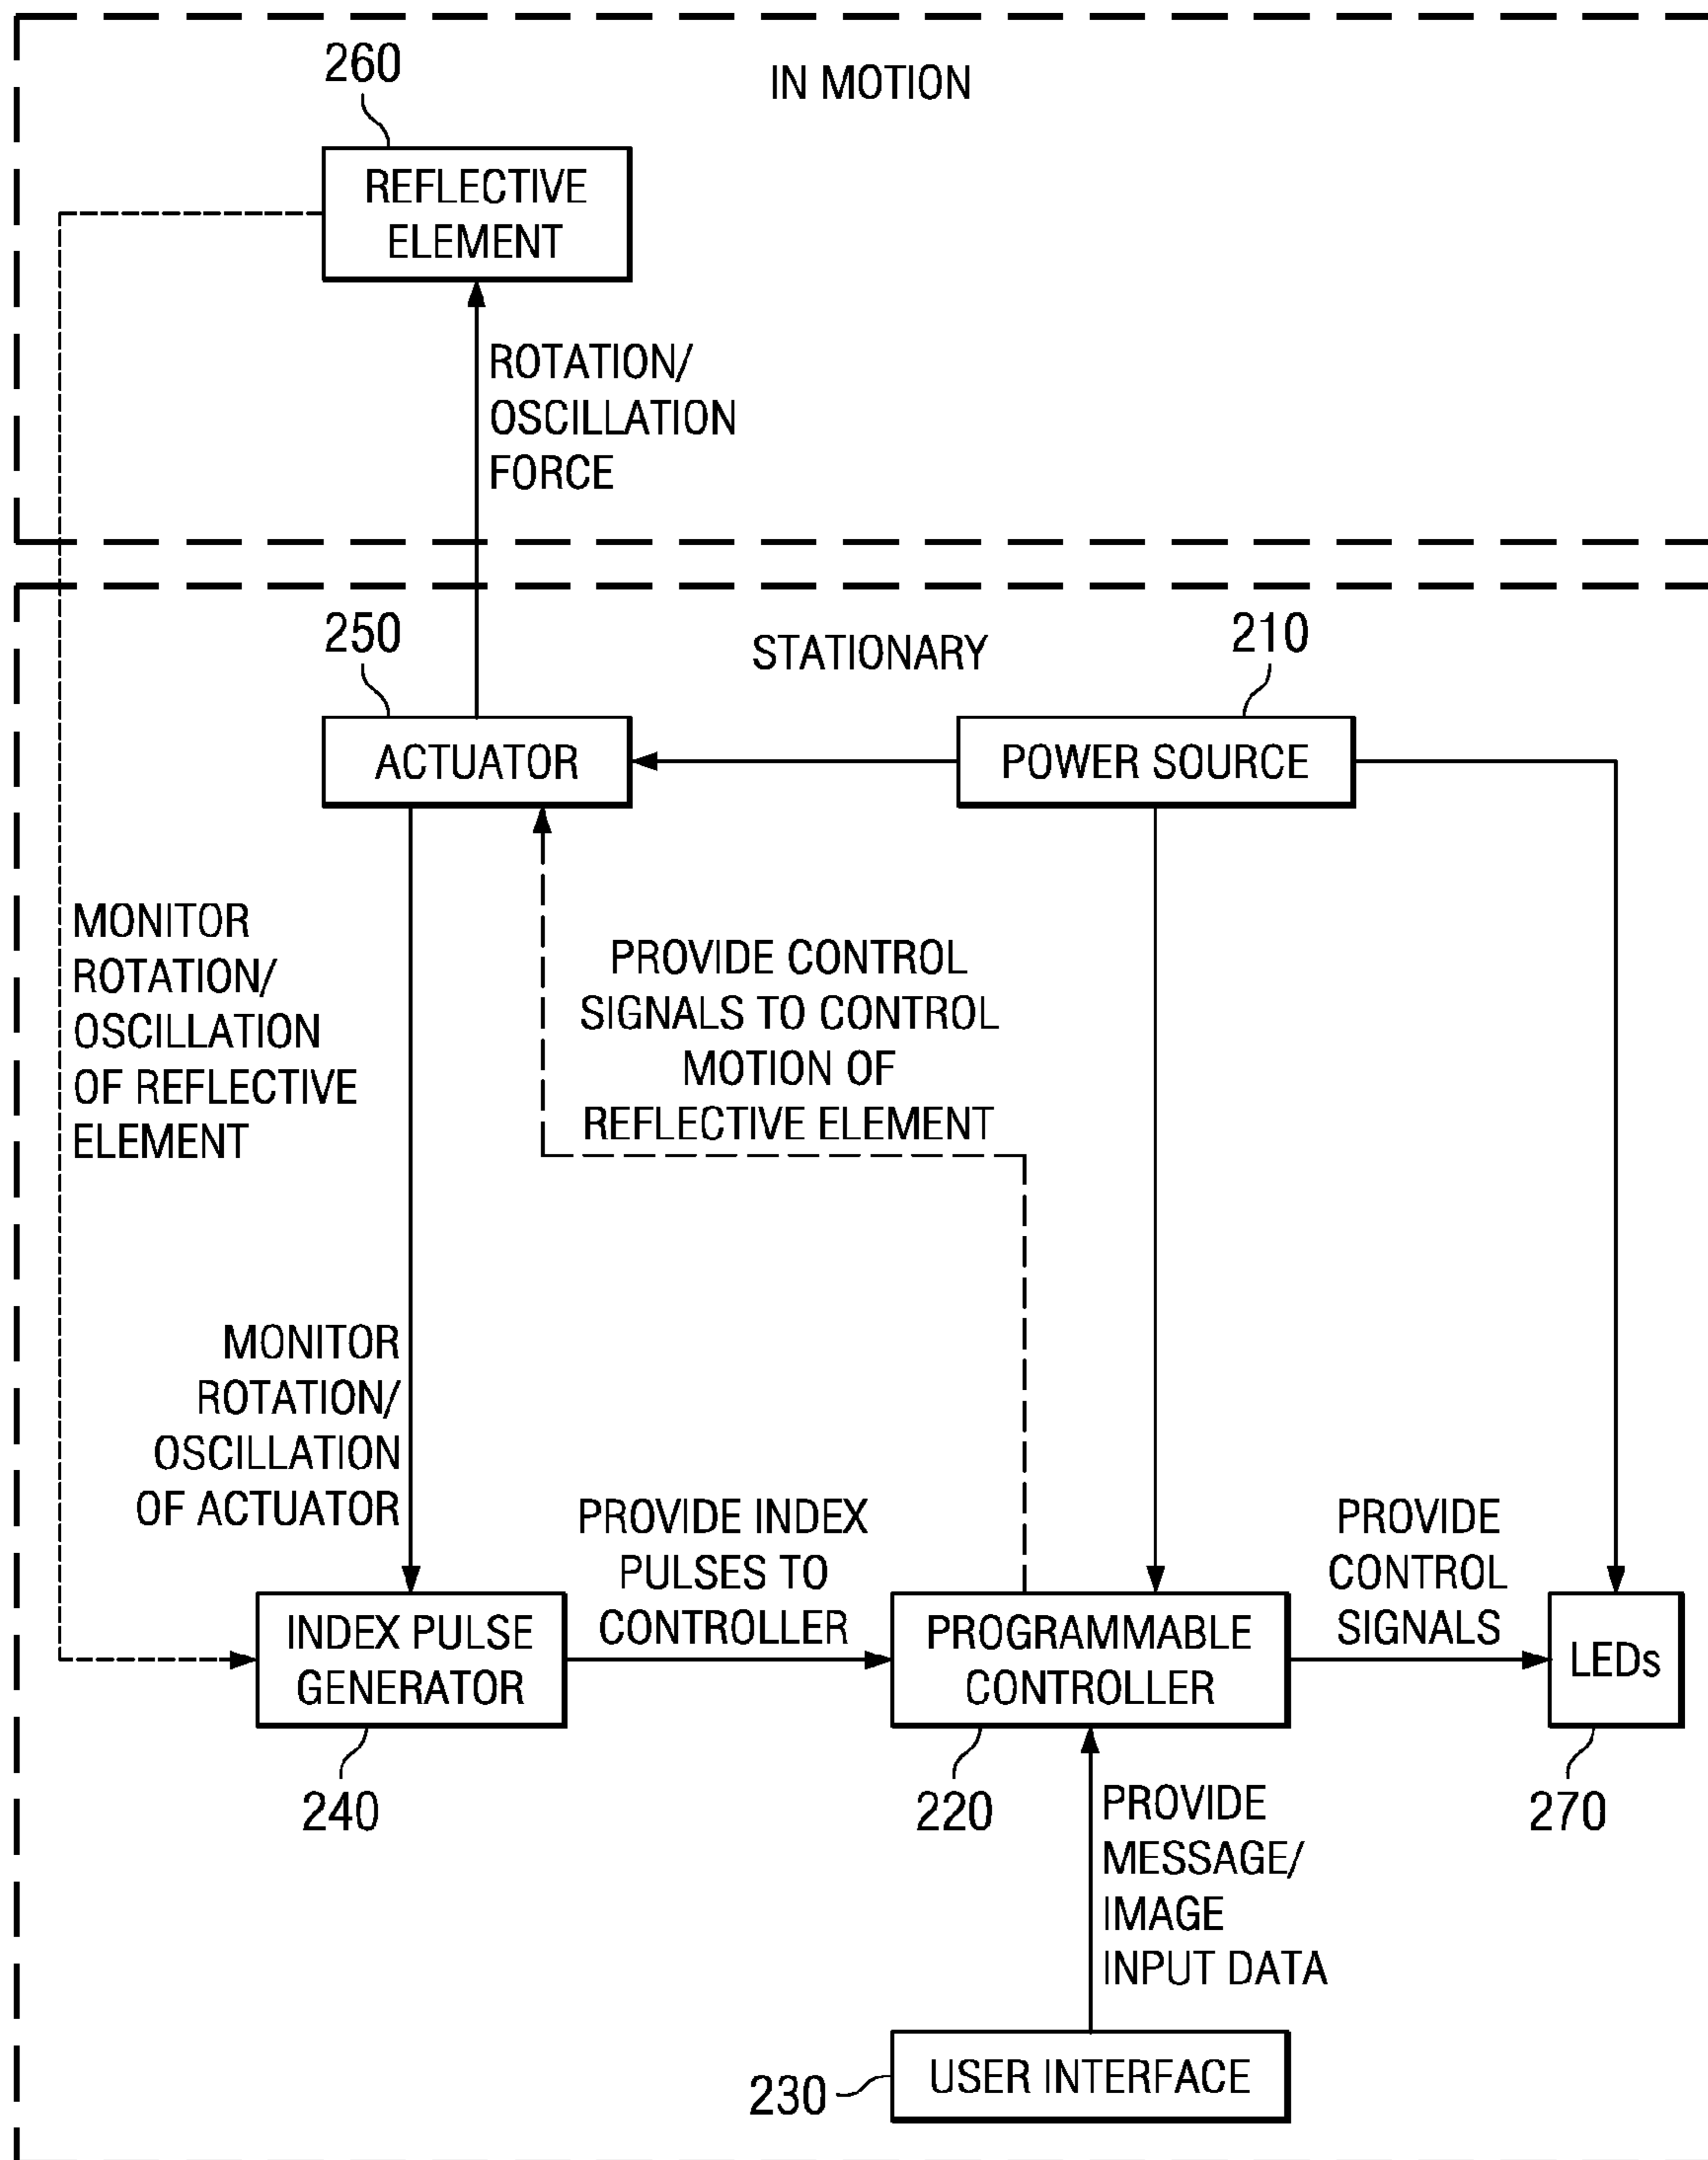 260
IN MOTION
REFLECTIVE
ELEMENT
ROTATION/
OSCILLATION
FORCE
250
STATIONARY
210
ACTUATOR
POWER SOURCE
MONITOR
ROTATION/
OSCILLATION
OF REFLECTIVE
ELEMENT
PROVIDE CONTROL
SIGNALS TO CONTROL
MOTION OF
REFLECTIVE ELEMENT
MONITOR
ROTATION/
OSCILLATION
OF ACTUATOR
PROVIDE INDEX
PULSES TO
CONTROLLER
PROVIDE
CONTROL
SIGNALS
INDEX PULSE
GENERATOR
PROGRAMMABLE
CONTROLLER
LEDs
240
220
270
PROVIDE
MESSAGE/
IMAGE
INPUT DATA
230
USER INTERFACE